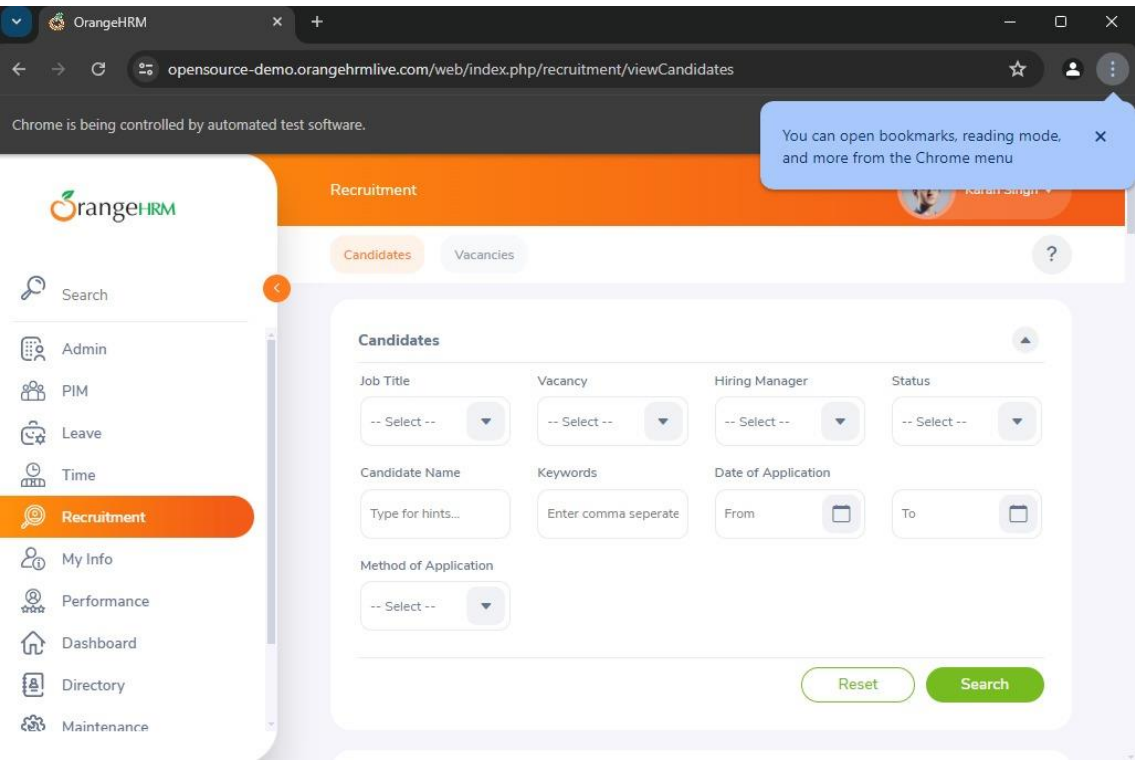 OrangeHRM
opensource-demo.orangehrmlive.com/web/index.php/recruitment/viewCandidates
Chrome is being controlled by automated test software.
You can open bookmarks, reading mode,
and more from the Chrome menu
OrangeHRM
Recruitment
Karan Singh
Candidates Vacancies ?
Search
Admin
PIM
Leave
Time
Recruitment
My Info
Performance
Dashboard
Directory
Maintenance
Candidates
Job Title Vacancy Hiring Manager Status
-- Select -- -- Select -- -- Select -- -- Select --
Candidate Name Keywords Date of Application
Type for hints... Enter comma seperate From To
Method of Application
-- Select --
Reset Search